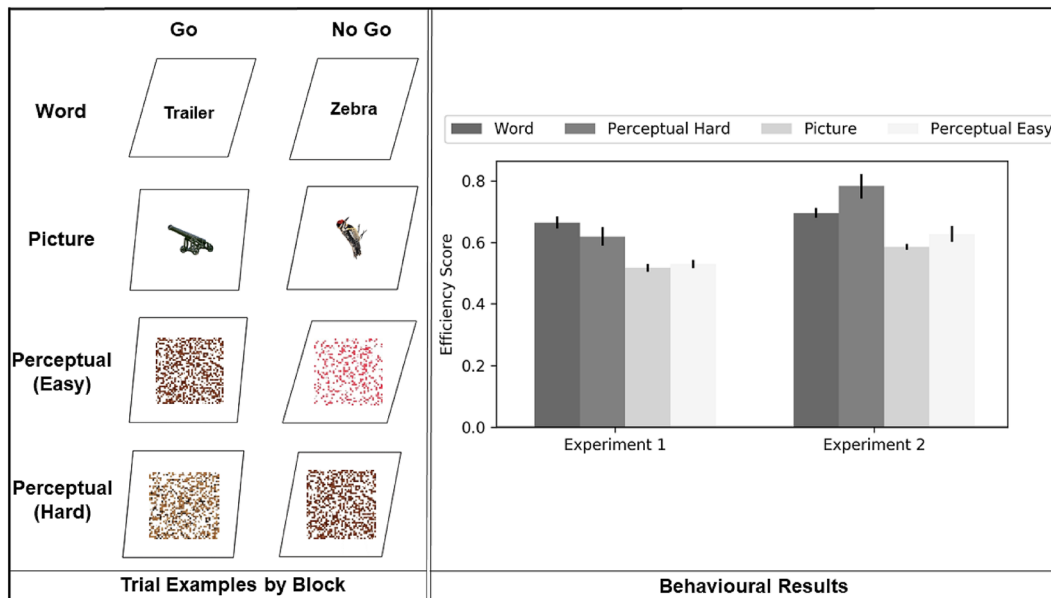 Go No Go
Word
Trailer
Zebra
Picture
Perceptual
(Easy)
Perceptual
(Hard)
Trial Examples by Block
Word Perceptual Hard Picture Perceptual Easy
Efficiency Score
0.8
0.6
0.4
0.2
0.0
Experiment 1 Experiment 2
Behavioural Results